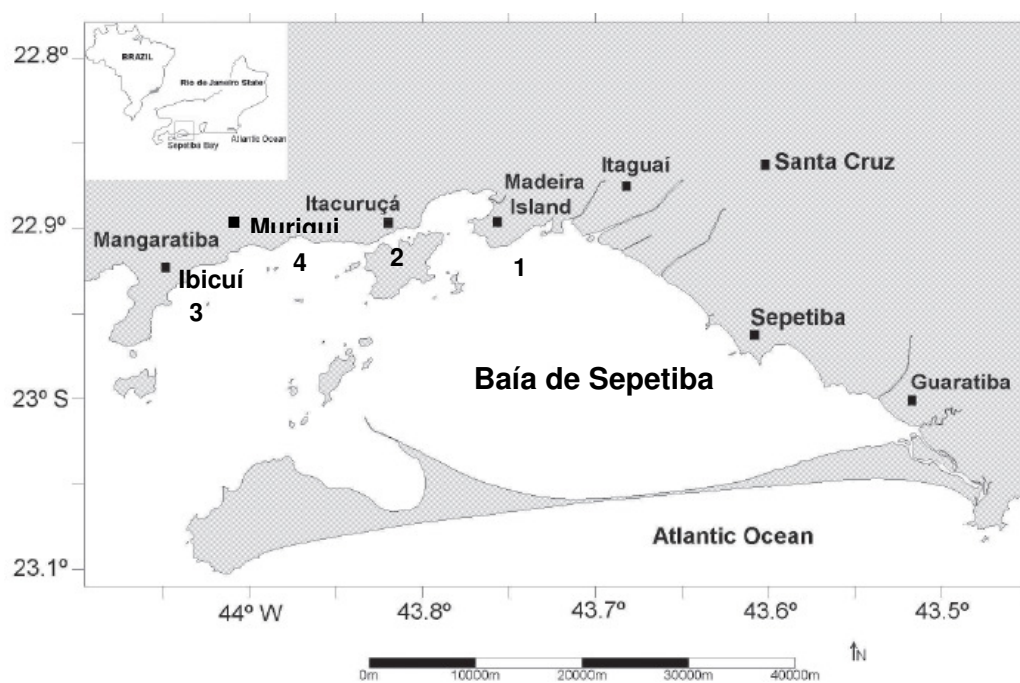 22.8º
22.9º
23º S
23.1º
BRAZIL
Rio de Janeiro State
Atlantic Ocean
Sepetiba Bay
Santa Cruz
Itaguaí
Madeira
Island
Itacuruçá
Muriqui
Mangaratiba
Ibicuí
1
2
3
4
Sepetiba
Baía de Sepetiba
Guaratiba
Atlantic Ocean
44º W
43.8º
43.7º
43.6º
43.5º
N
0m
10000m
20000m
30000m
40000m